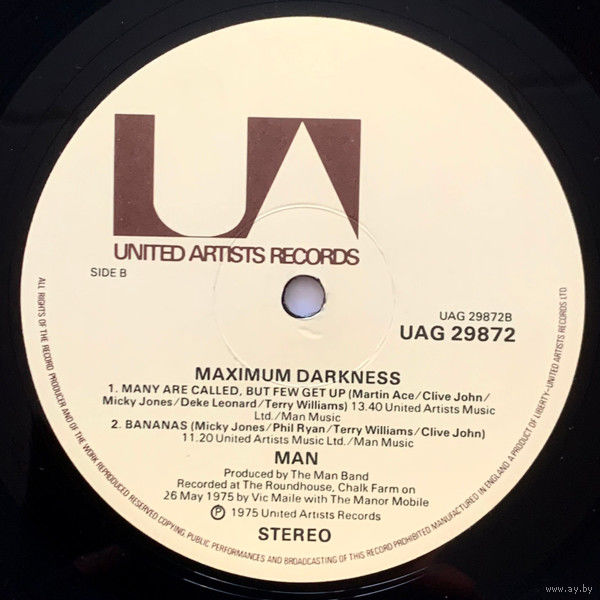 UA
UNITED ARTISTS RECORDS
SIDE B
UAG 29872B
UAG 29872
MAXIMUM DARKNESS
1. MANY ARE CALLED, BUT FEW GET UP (Martin Ace/Clive John/
Micky Jones/Deke Leonard/Terry Williams) 13.40 United Artists Music
Ltd./Man Music
2. BANANAS (Micky Jones/Phil Ryan/Terry Williams/Clive John)
11.20 United Artists Music Ltd./Man Music
MAN
Produced by The Man Band
Recorded at The Roundhouse, Chalk Farm on
26 May 1975 by Vic Maile with The Manor Mobile
℗ 1975 United Artists Records
STEREO
ALL RIGHTS OF THE RECORD PRODUCER AND OF THE WORK REPRODUCED RESERVED COPYING, PUBLIC PERFORMANCES AND BROADCASTING OF THIS RECORD PROHIBITED MANUFACTURED IN ENGLAND A PRODUCT OF LIBERTY–UNITED ARTISTS RECORDS LTD
www.ay.by